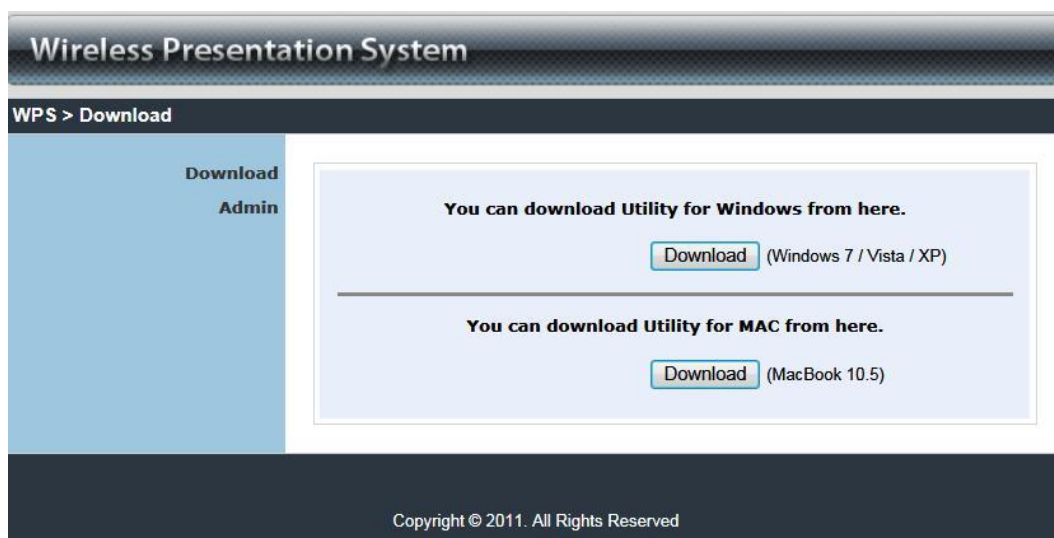 Wireless Presentation System
WPS > Download
Download
Admin
You can download Utility for Windows from here.
Download (Windows 7 / Vista / XP)
You can download Utility for MAC from here.
Download (MacBook 10.5)
Copyright © 2011. All Rights Reserved